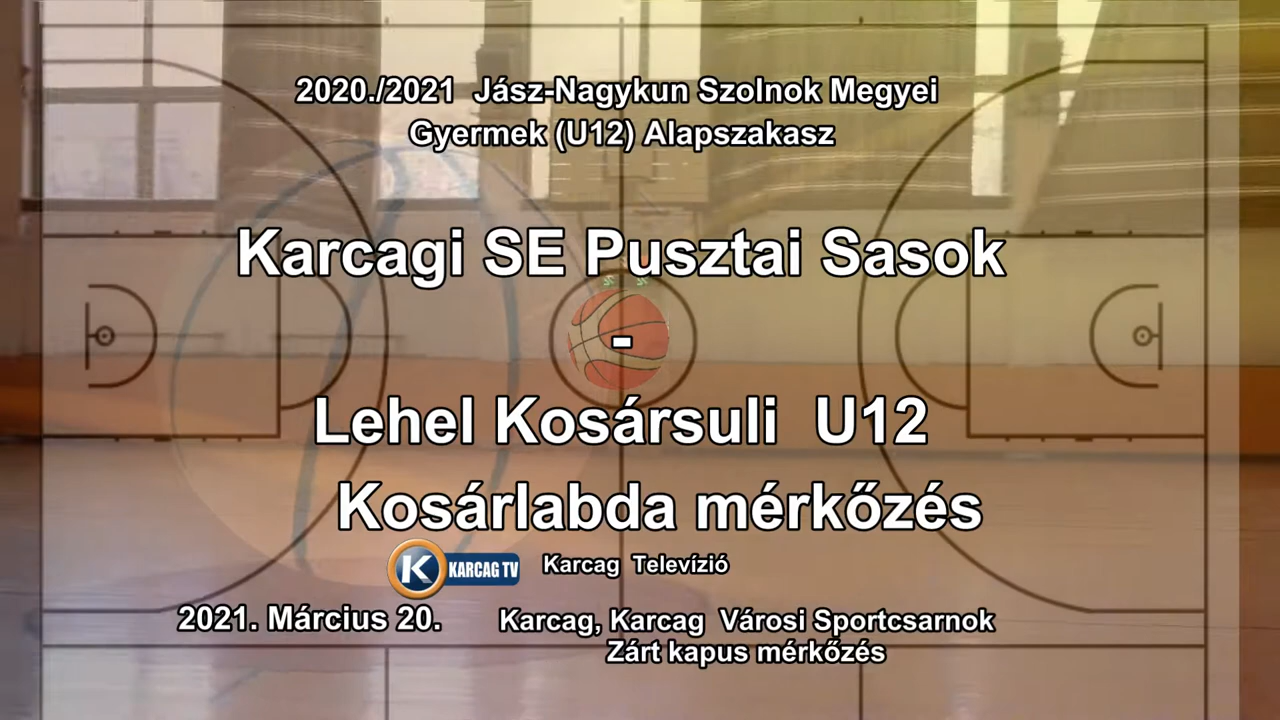 2020./2021 Jász-Nagykun Szolnok Megyei
Gyermek (U12) Alapszakasz
Karcagi SE Pusztai Sasok
-
Lehel Kosársuli U12
Kosárlabda mérkőzés
K KARCAG TV Karcag Televízió
2021. Március 20. Karcag, Karcag Városi Sportcsarnok
Zárt kapus mérkőzés